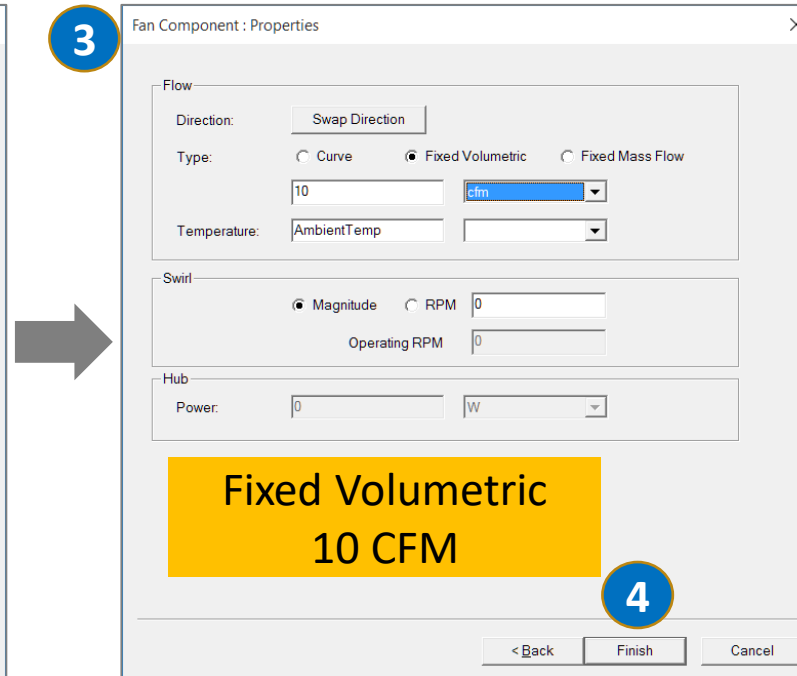 3
Fan Component : Properties
Flow
Direction: Swap Direction
Type: Curve Fixed Volumetric Fixed Mass Flow
10 cfm
Temperature: AmbientTemp
Swirl
Magnitude RPM 0
Operating RPM 0
Hub
Power: 0 W
Fixed Volumetric
10 CFM
4
< Back Finish Cancel